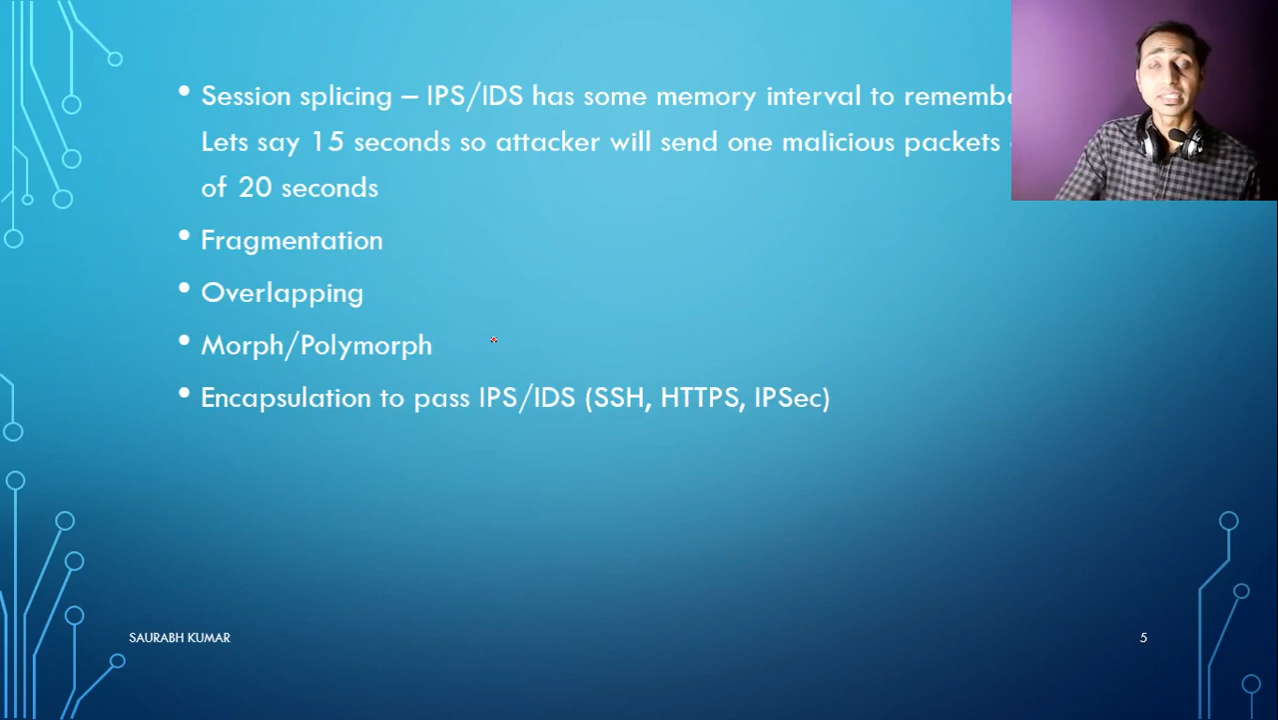 • Session splicing – IPS/IDS has some memory interval to
Lets say 15 seconds so attacker will send one malicious packets
of 20 seconds
• Fragmentation
• Overlapping
• Morph/Polymorph
• Encapsulation to pass IPS/IDS (SSH, HTTPS, IPSec)
SAURABH KUMAR
5